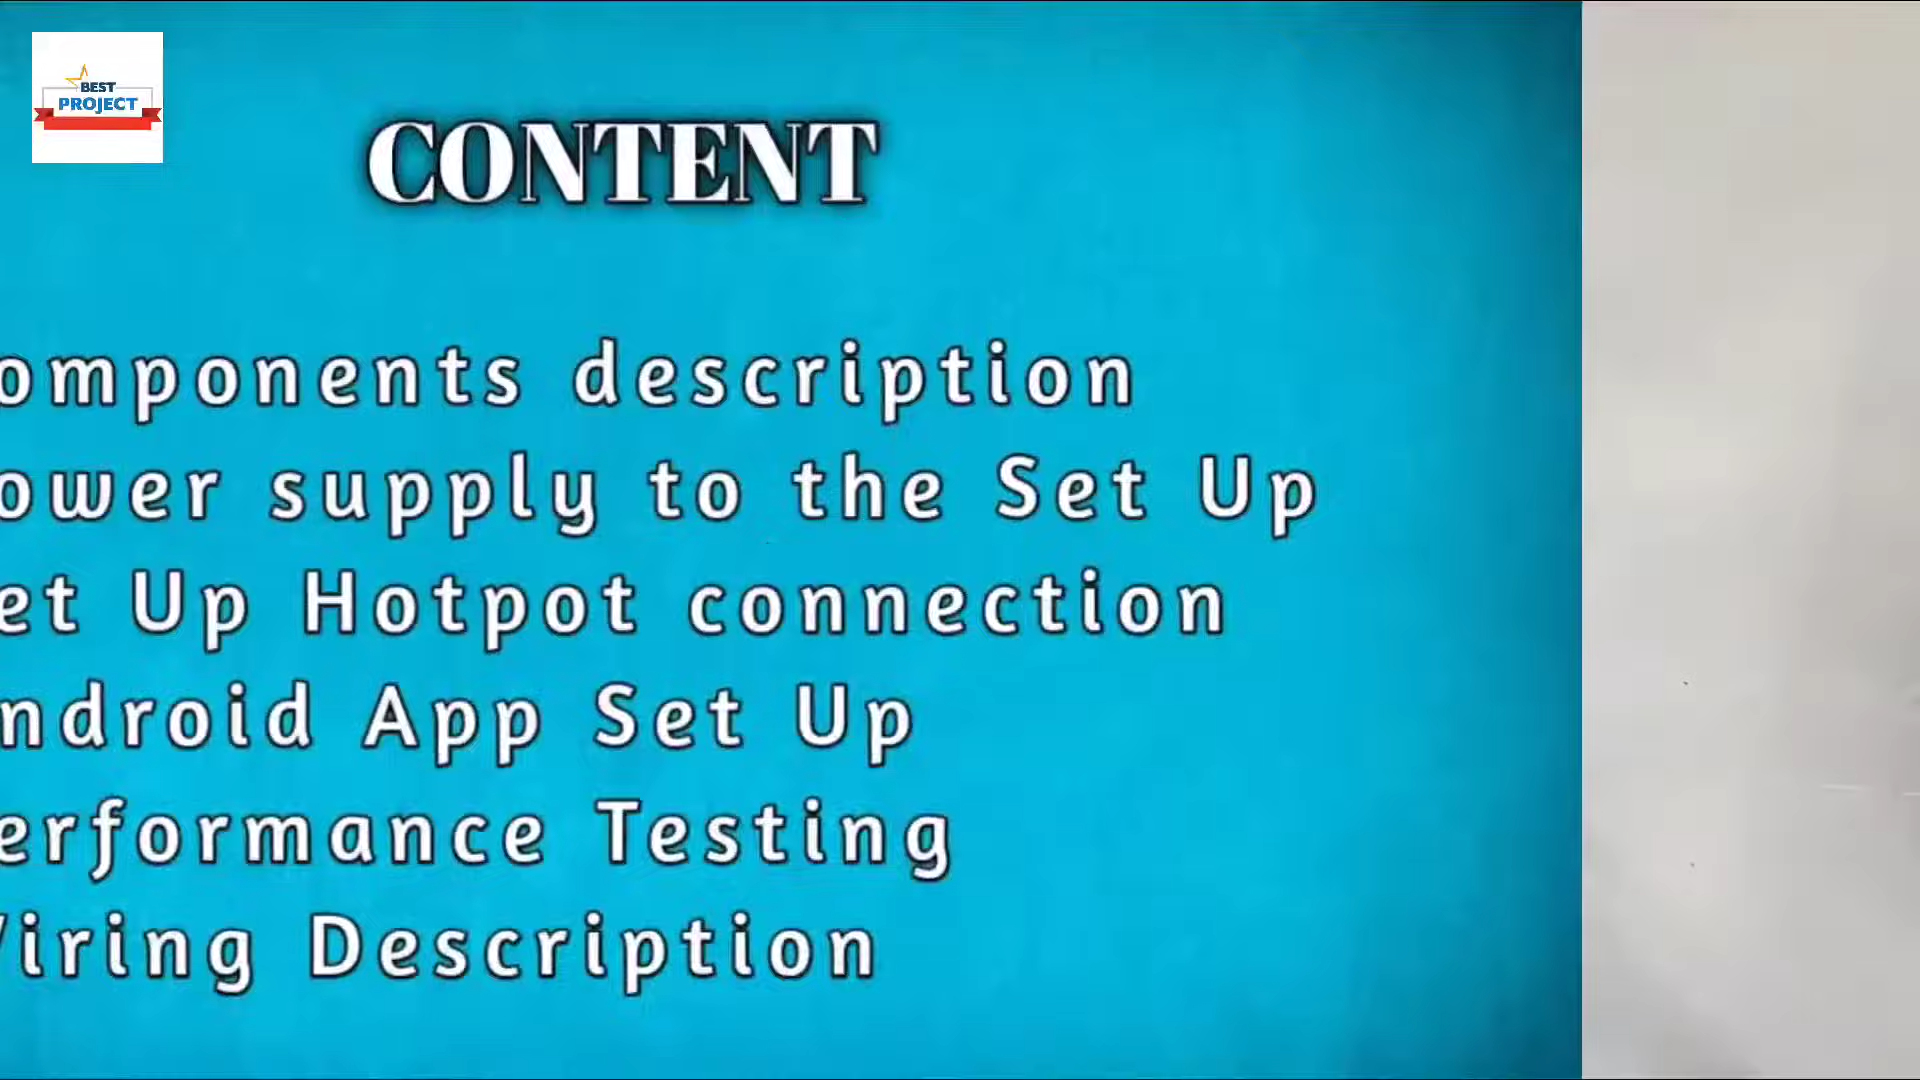 BEST
PROJECT
CONTENT
omponents description
ower supply to the Set Up
et Up Hotpot connection
ndroid App Set Up
erformance Testing
iring Description